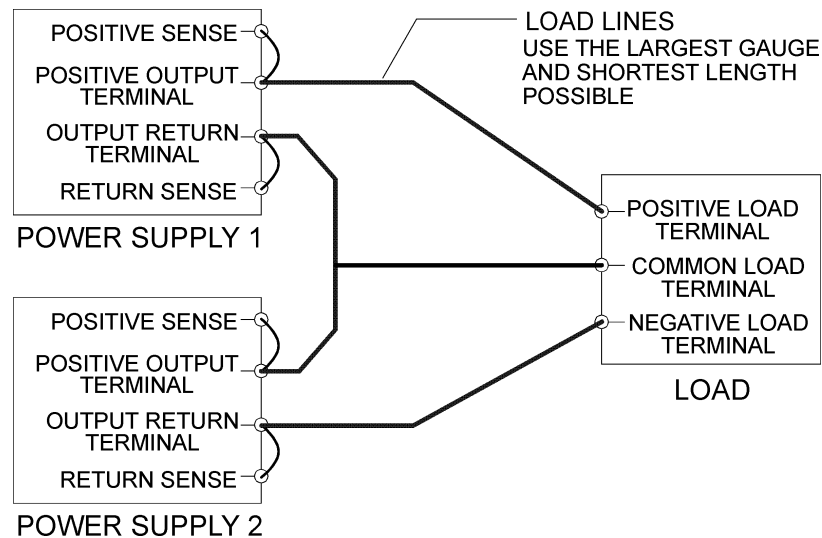 POSITIVE SENSE
POSITIVE OUTPUT
TERMINAL
OUTPUT RETURN
TERMINAL
RETURN SENSE
POWER SUPPLY 1
LOAD LINES
USE THE LARGEST GAUGE
AND SHORTEST LENGTH
POSSIBLE
POSITIVE LOAD
TERMINAL
COMMON LOAD
TERMINAL
NEGATIVE LOAD
TERMINAL
LOAD
POSITIVE SENSE
POSITIVE OUTPUT
TERMINAL
OUTPUT RETURN
TERMINAL
RETURN SENSE
POWER SUPPLY 2